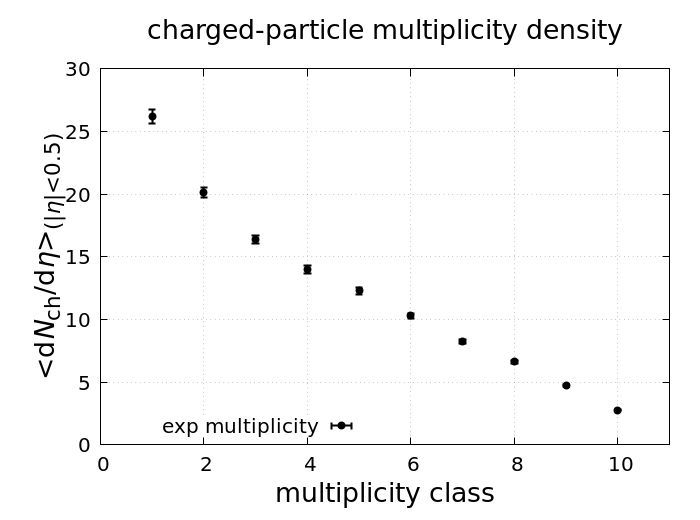 charged-particle multiplicity density
30
25
20
15
10
5
0
<dNch/dη>(|η|<0.5)
exp multiplicity
0 2 4 6 8 10
multiplicity class